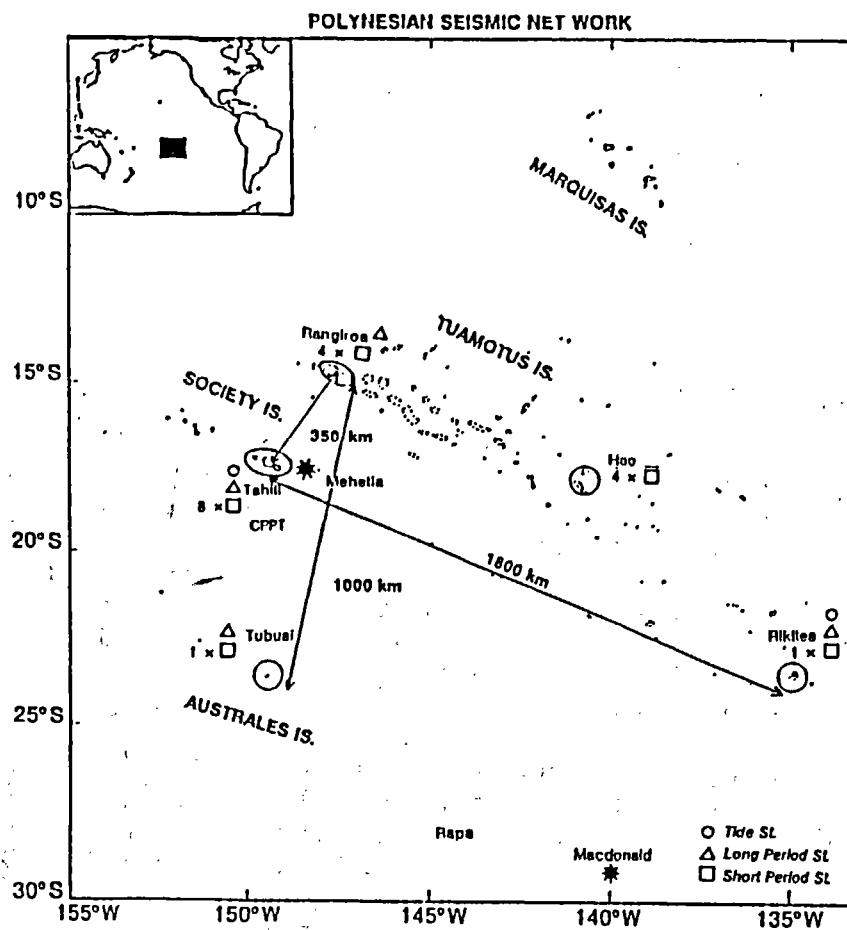 POLYNESIAN SEISMIC NET WORK
10°S
15°S
20°S
25°S
30°S
155°W
150°W
145°W
140°W
135°W
MARQUISAS IS.
TUAMOTUS IS.
Rangiroa
4 ×
SOCIETY IS.
350 km
Mehetia
Tahiti
8 ×
CPPT
Hao
4 ×
1800 km
1000 km
Tubuai
1 ×
Rikitea
1 ×
AUSTRALES IS.
Rapa
Macdonald
Tide St.
Long Period St.
Short Period St.